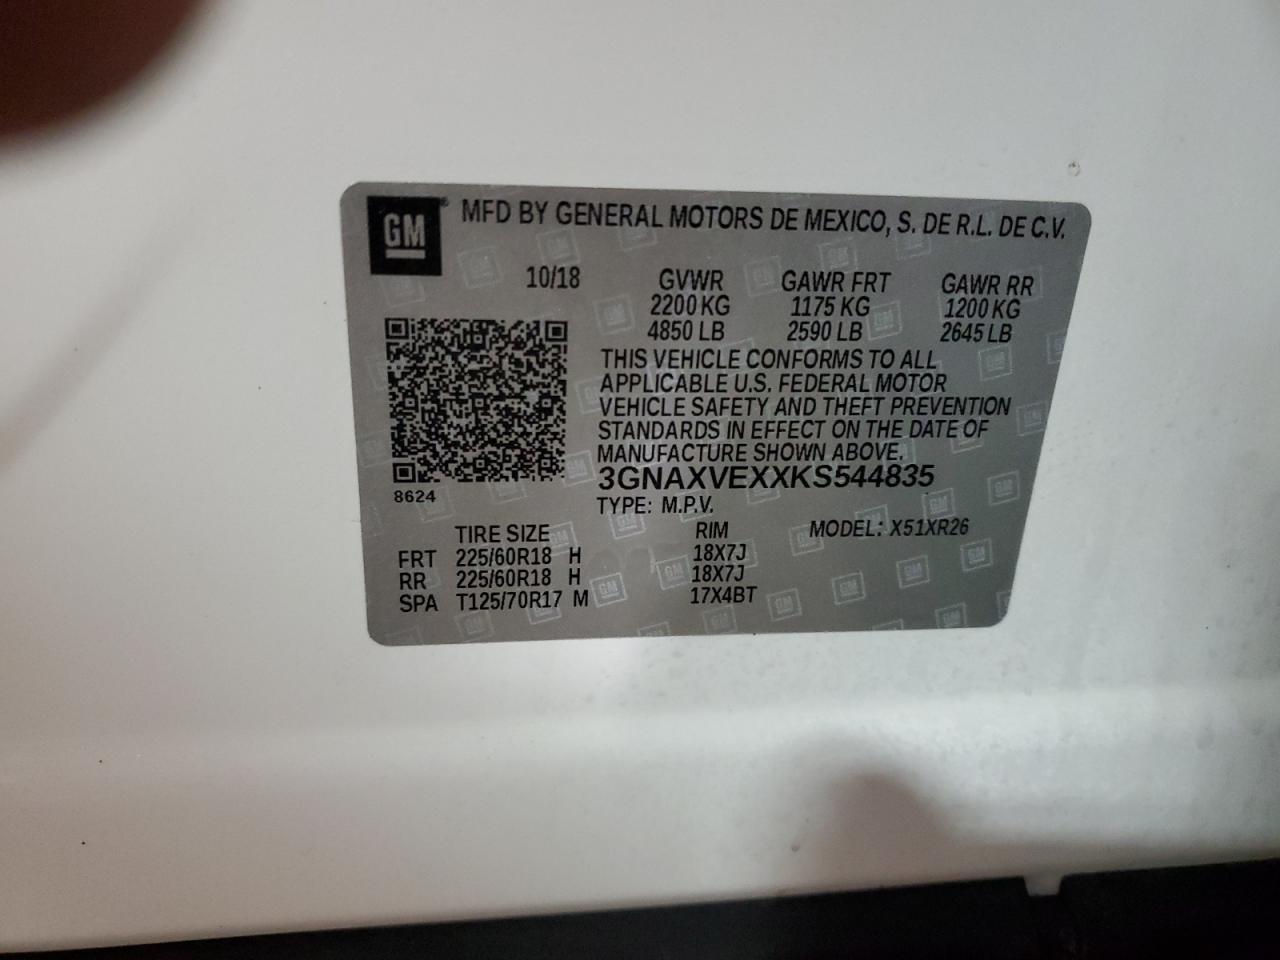 GM® MFD BY GENERAL MOTORS DE MEXICO, S. DE R.L. DE C.V.
10/18 GVWR GAWR FRT GAWR RR
2200 KG 1175 KG 1200 KG
4850 LB 2590 LB 2645 LB
THIS VEHICLE CONFORMS TO ALL
APPLICABLE U.S. FEDERAL MOTOR
VEHICLE SAFETY AND THEFT PREVENTION
STANDARDS IN EFFECT ON THE DATE OF
MANUFACTURE SHOWN ABOVE.
3GNAXVEXXKS544835
8624
TYPE: M.P.V.
TIRE SIZE RIM MODEL: X51XR26
FRT 225/60R18 H 18X7J
RR 225/60R18 H 18X7J
SPA T125/70R17 M 17X4BT